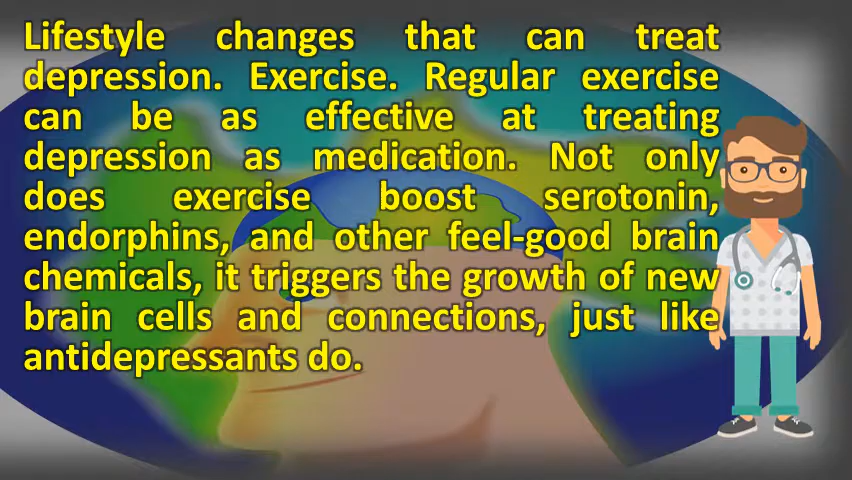 Lifestyle changes that can treat
depression. Exercise. Regular exercise
can be as effective at treating
depression as medication. Not only
does exercise boost serotonin,
endorphins, and other feel-good brain
chemicals, it triggers the growth of new
brain cells and connections, just like
antidepressants do.